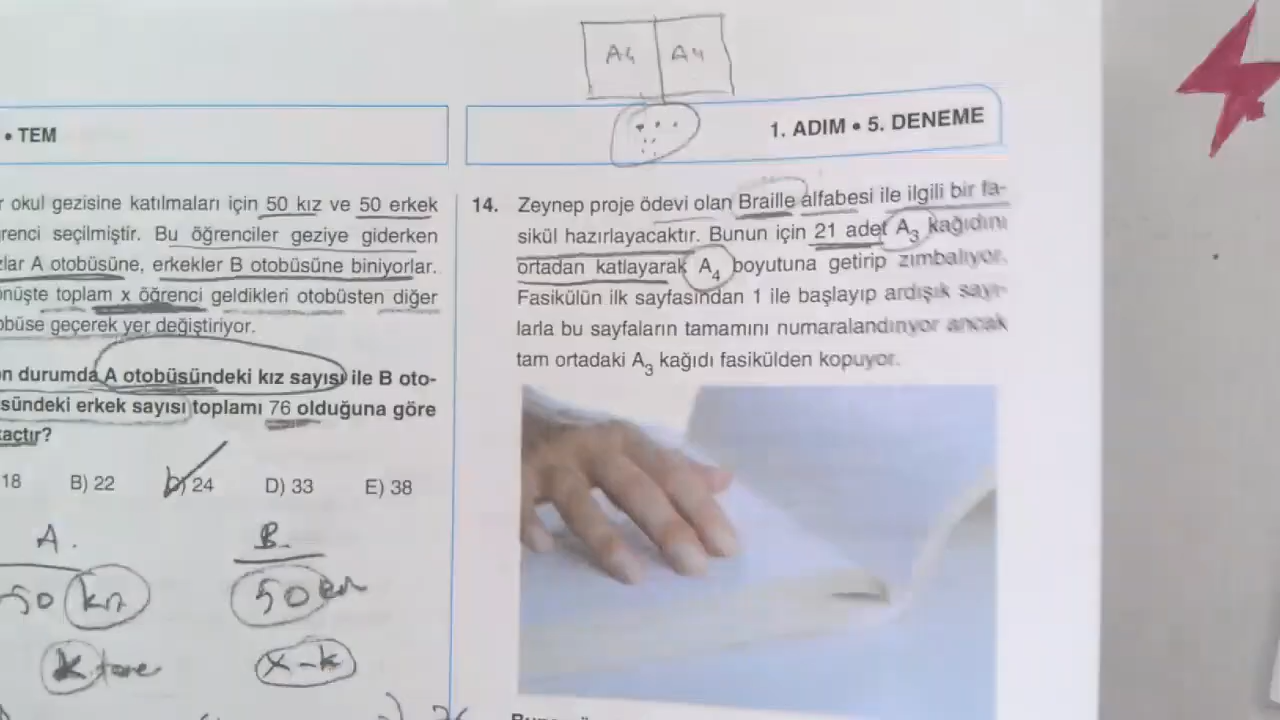 A4 A4
• TEM
1. ADIM • 5. DENEME
okul gezisine katılmaları için 50 kız ve 50 erkek
renci seçilmiştir. Bu öğrenciler geziye giderken
lar A otobüsüne, erkekler B otobüsüne biniyorlar.
nüşte toplam x öğrenci geldikleri otobüsten diğer
büse geçerek yer değiştiriyor.
n durumda A otobüsündeki kız sayısı ile B oto-
sündeki erkek sayısı toplamı 76 olduğuna göre
kaçtır?
18 B) 22 24 D) 33 E) 38
A. B.
50 kız 50 erk
k tane x-k
14. Zeynep proje ödevi olan Braille alfabesi ile ilgili bir fa-
sikül hazırlayacaktır. Bunun için 21 adet A3 kağıdını
ortadan katlayarak A4 boyutuna getirip zımbalıyor.
Fasikülün ilk sayfasından 1 ile başlayıp ardışık sayı-
larla bu sayfaların tamamını numaralandırıyor ancak
tam ortadaki A3 kağıdı fasikülden kopuyor.